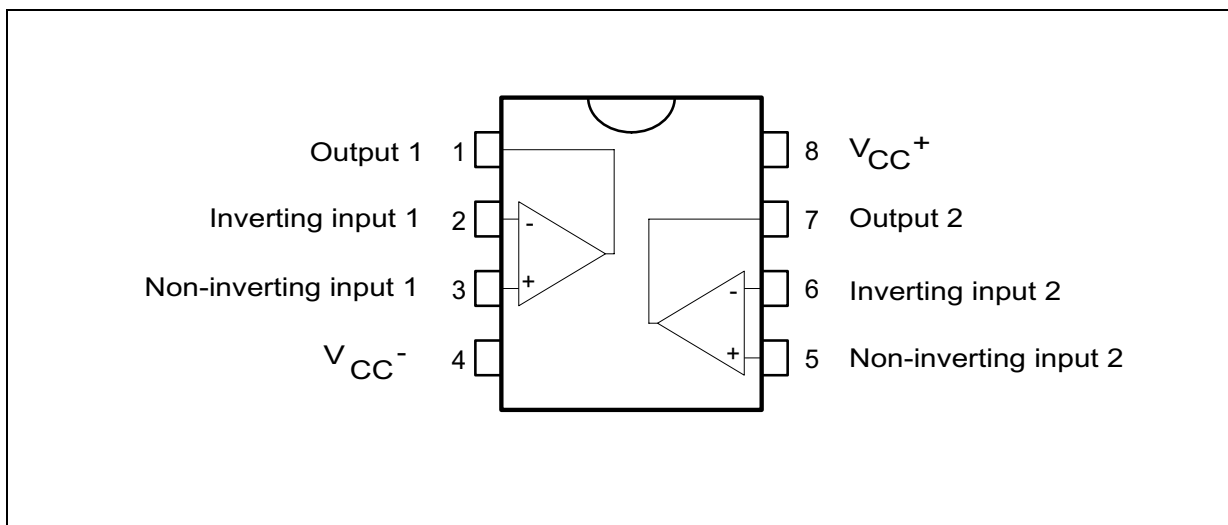 Output 1 1
Inverting input 1 2
Non-inverting input 1 3
VCC- 4
8 VCC+
7 Output 2
6 Inverting input 2
5 Non-inverting input 2
-
+
-
+